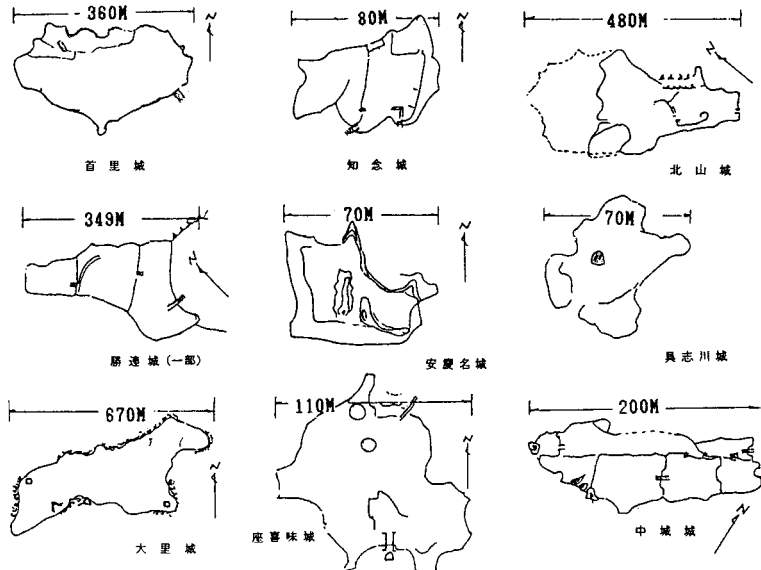 360M
N
首里城
80M
N
知念城
480M
N
北山城
349M
N
勝連城(一部)
70M
N
安慶名城
70M
具志川城
670M
N
大里城
110M
N
座喜味城
200M
N
中城城